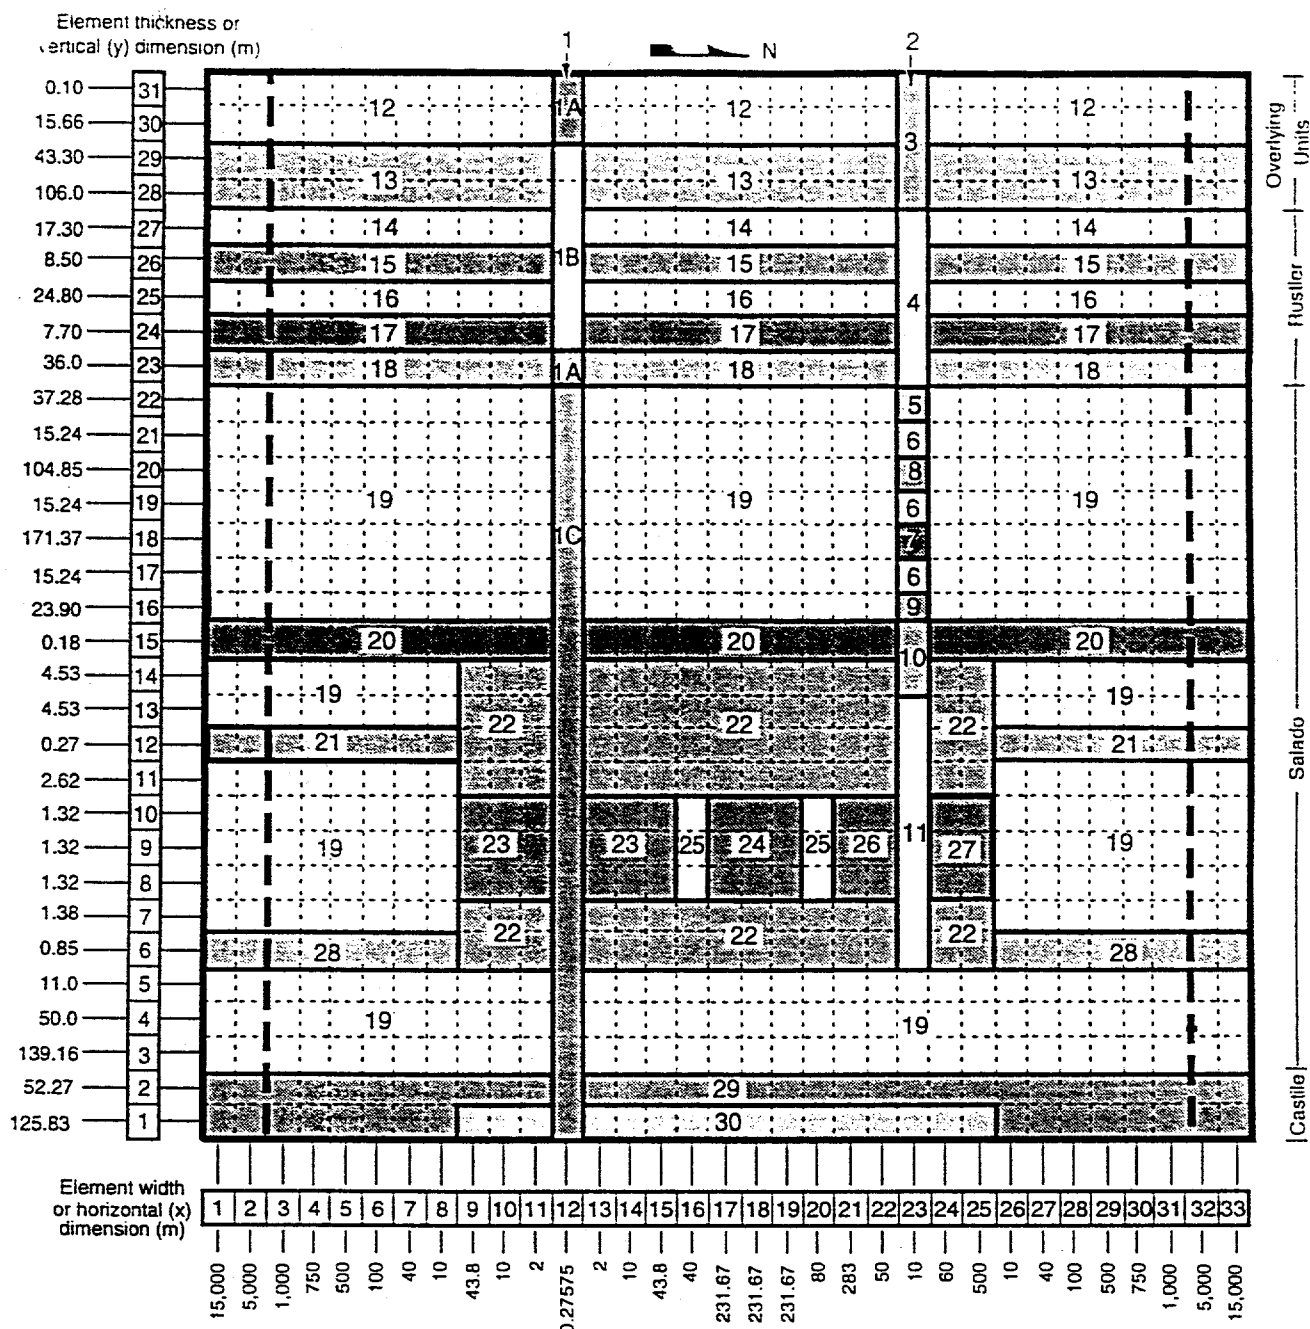 Element thickness or
vertical (y) dimension (m)
1
N
2
0.10 31
12 1A 12 12
15.66 30
3
Overlying
Units
43.30 29
13 13 13
106.0 28
17.30 27 14 14 14
8.50 26 15 1B 15 15
24.80 25 16 16 4 16
7.70 24 17 17 17
36.0 23 18 1A 18 18
Rustler
37.28 22 5
15.24 21 6
104.85 20 8
15.24 19 19 19 6 19
171.37 18 1C 7
15.24 17 6
23.90 16 9
0.18 15 20 20 20
10
4.53 14
19 19
4.53 13
22 22 22
0.27 12 21 21
2.62 11
Salado
1.32 10
1.32 9 19 23 23 25 24 25 26 11 27 19
1.32 8
1.38 7
22 22 22
0.85 6 28 28
11.0 5
50.0 4 19 19
139.16 3
52.27 2 29
125.83 1 30
Castile
Element width
or horizontal (x)
dimension (m)
1 2 3 4 5 6 7 8 9 10 11 12 13 14 15 16 17 18 19 20 21 22 23 24 25 26 27 28 29 30 31 32 33
15,000 5,000 1,000 750 500 100 40 10 43.8 10 2 0.27575 2 10 43.8 40 231.67 231.67 231.67 80 283 50 10 60 500 10 40 100 500 750 1,000 5,000 15,000